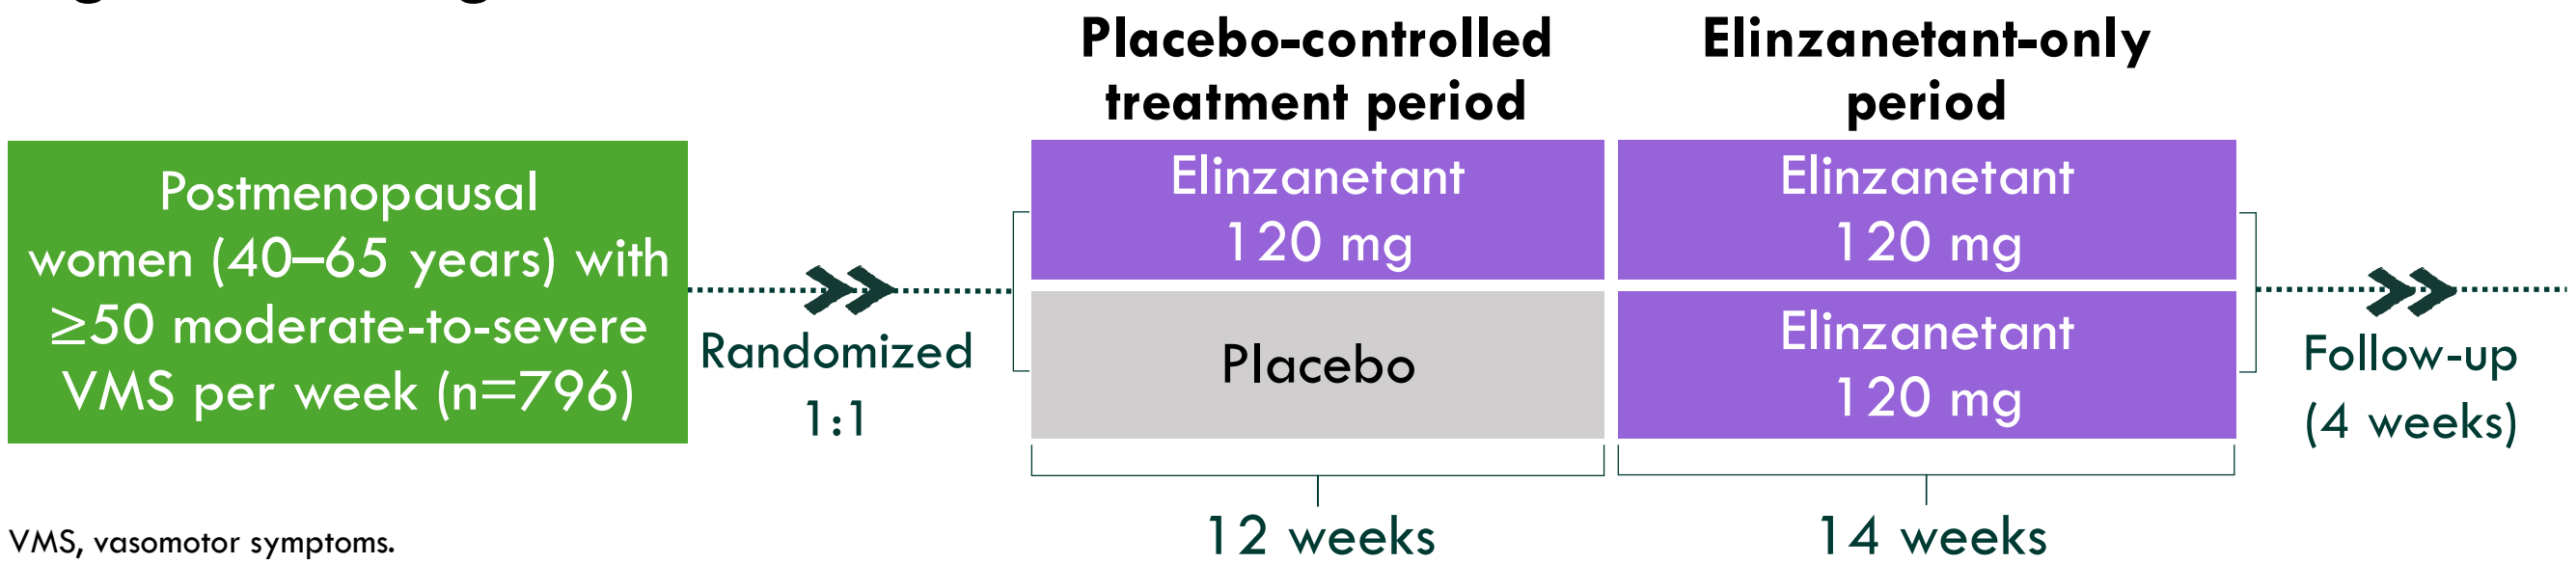 Placebo-controlled
treatment period
Elinzanetant-only
period
Postmenopausal
women (40–65 years) with
≥50 moderate-to-severe
VMS per week (n=796)
Randomized
1:1
Elinzanetant
120 mg
Placebo
Elinzanetant
120 mg
Elinzanetant
120 mg
Follow-up
(4 weeks)
12 weeks
14 weeks
VMS, vasomotor symptoms.